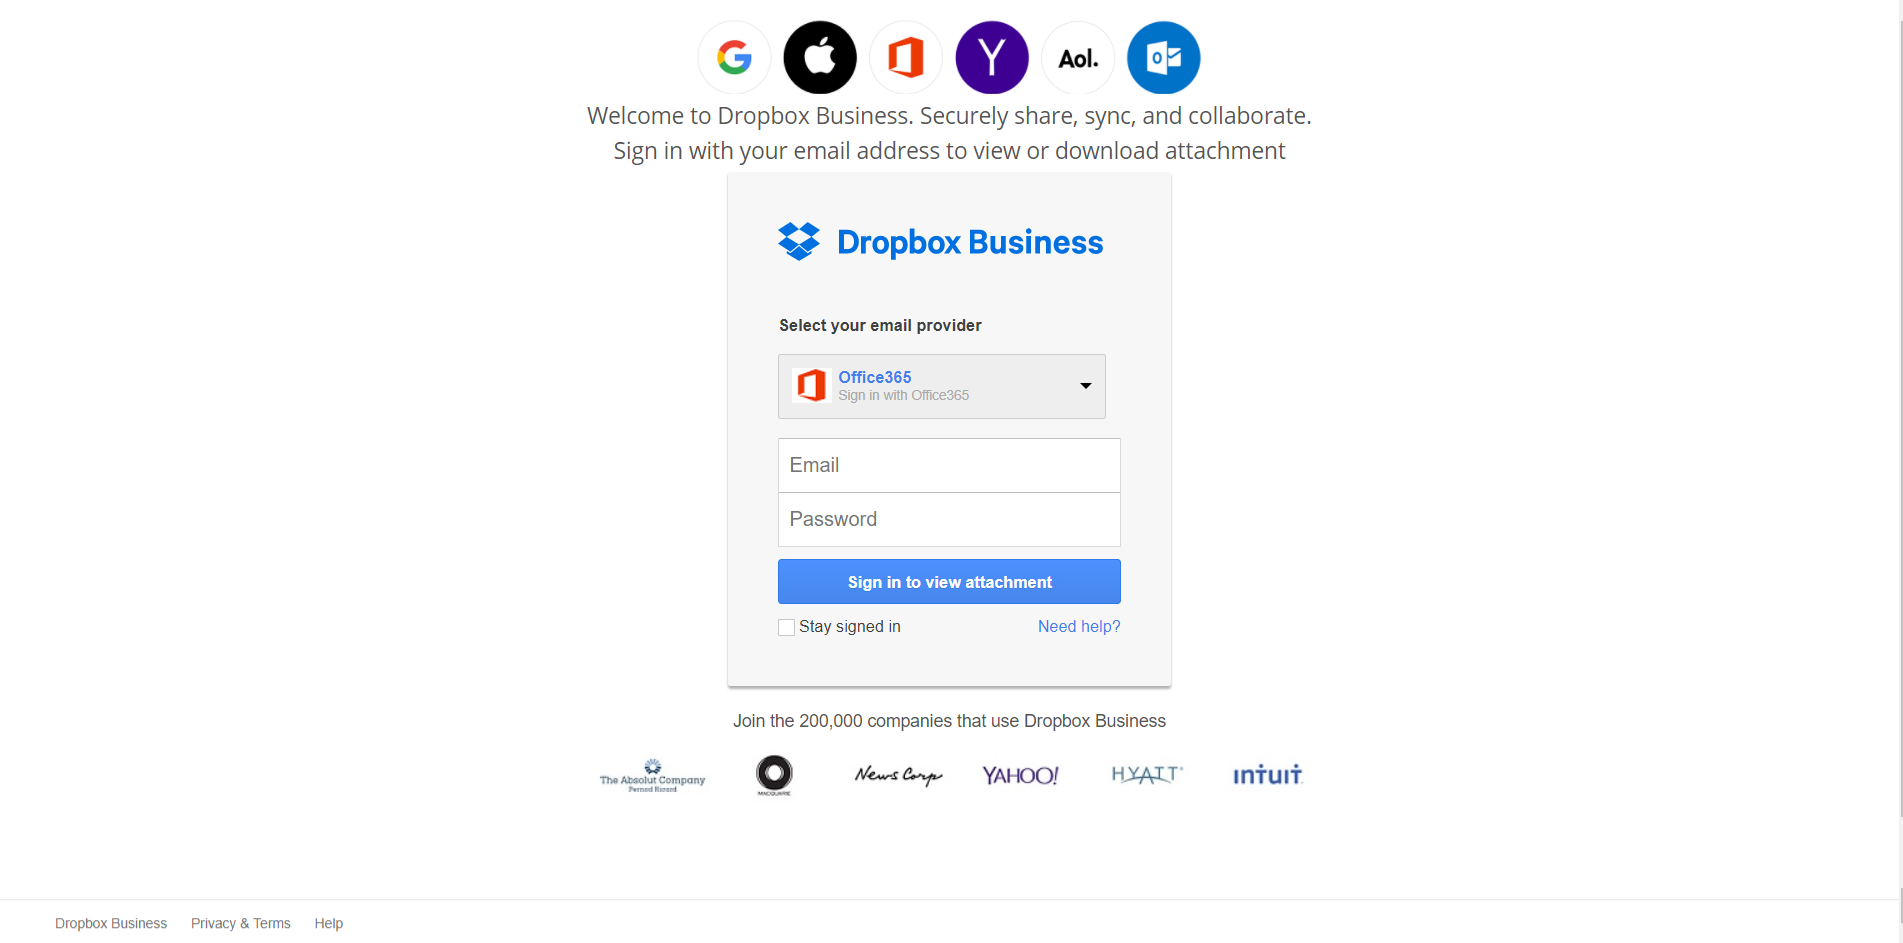 Aol.
Welcome to Dropbox Business. Securely share, sync, and collaborate.
Sign in with your email address to view or download attachment
Dropbox Business
Select your email provider
Office365
Sign in with Office365
Email
Password
Sign in to view attachment
Stay signed in Need help?
Join the 200,000 companies that use Dropbox Business
The Absolut Company
Pernod Ricard
MACQUARIE
News Corp
YAHOO!
HYATT
intuit
Dropbox Business Privacy & Terms Help